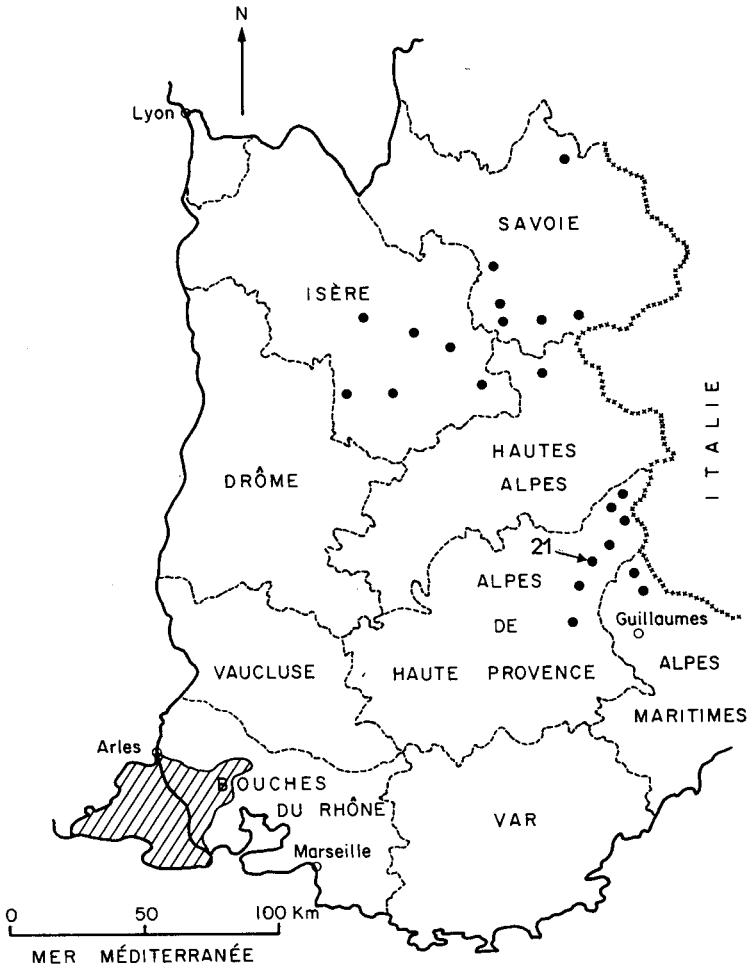 N
Lyon
SAVOIE
ISÈRE
ITALIE
HAUTES
ALPES
DRÔME
21
ALPES
DE
HAUTE PROVENCE
Guillaumes
ALPES
MARITIMES
VAUCLUSE
Arles
BOUCHES
DU RHÔNE
VAR
Marseille
0 50 100 Km
MER MÉDITERRANÉE